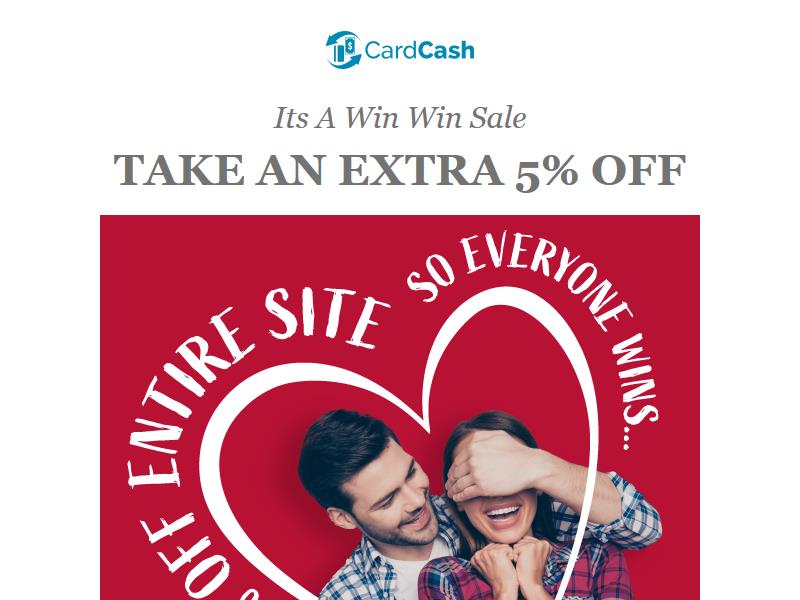 CardCash
Its A Win Win Sale
TAKE AN EXTRA 5% OFF
OFF ENTIRE SITE
SO EVERYONE WINS...